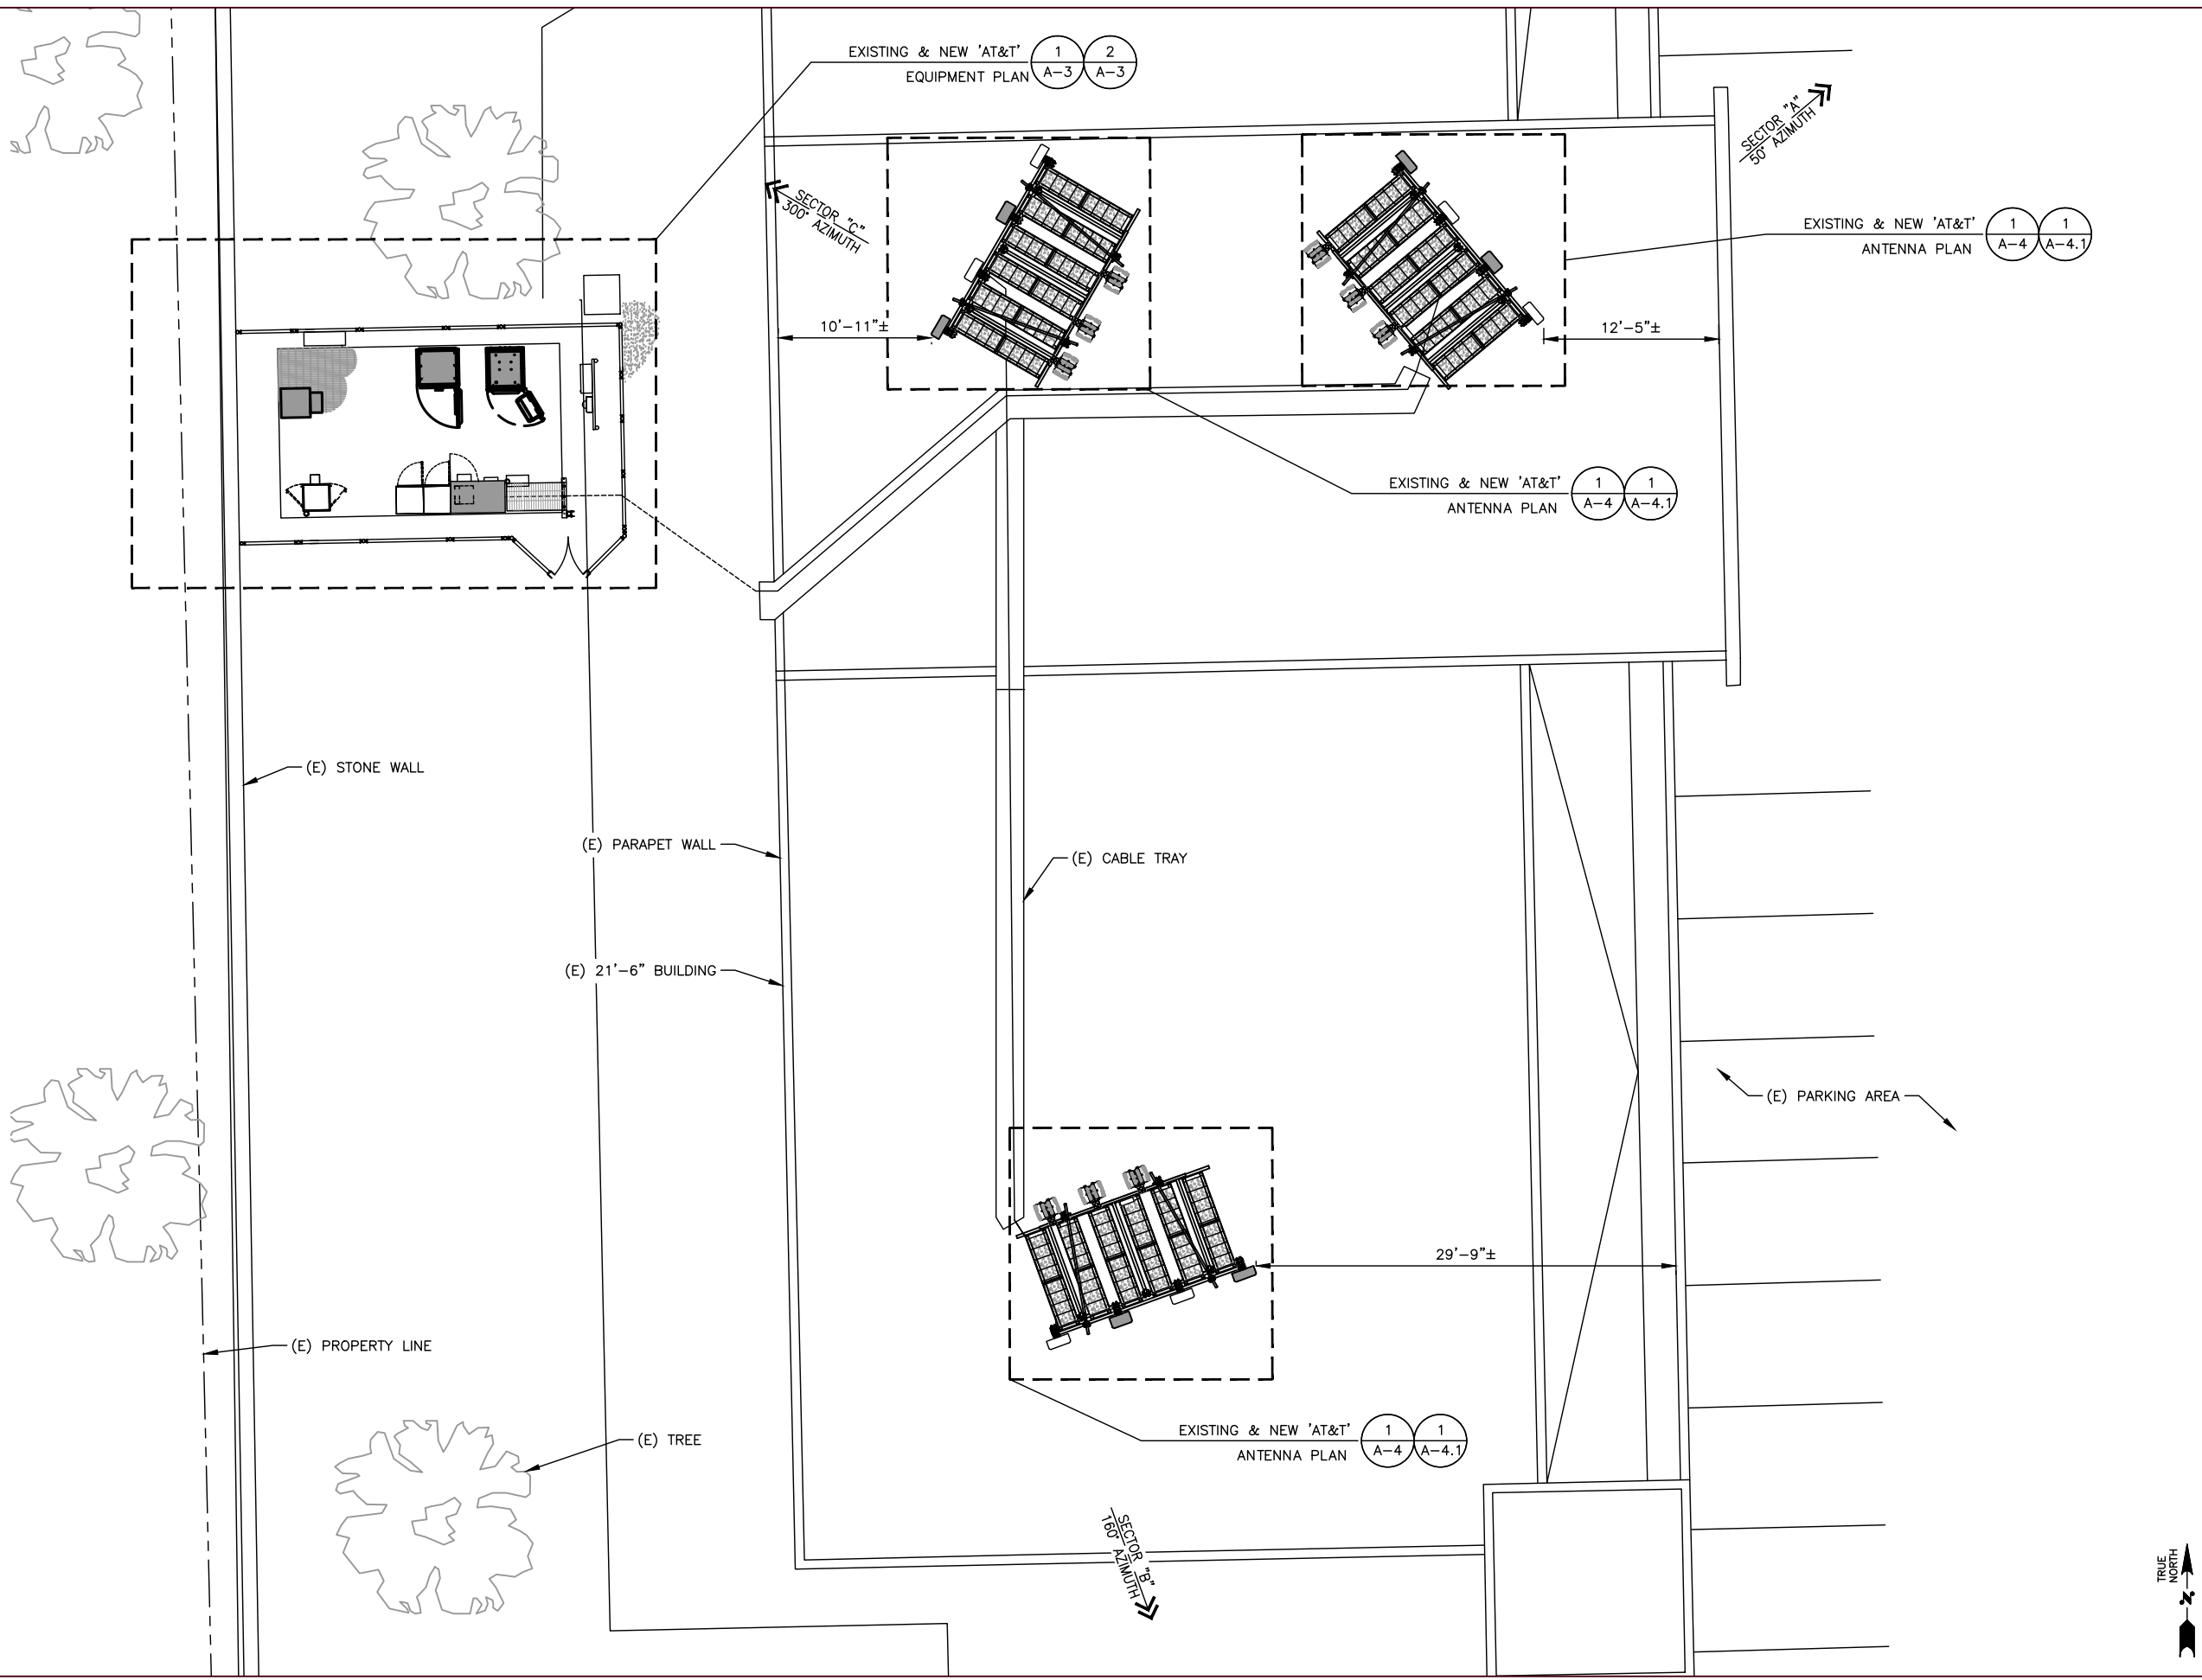 EXISTING & NEW 'AT&T'
EQUIPMENT PLAN
1
A-3
2
A-3
SECTOR "A"
50° AZIMUTH
SECTOR "C"
300° AZIMUTH
EXISTING & NEW 'AT&T'
ANTENNA PLAN
1
A-4
1
A-4.1
10'-11"±
12'-5"±
EXISTING & NEW 'AT&T'
ANTENNA PLAN
1
A-4
1
A-4.1
(E) STONE WALL
(E) PARAPET WALL
(E) CABLE TRAY
(E) 21'-6" BUILDING
(E) PARKING AREA
29'-9"±
(E) PROPERTY LINE
(E) TREE
EXISTING & NEW 'AT&T'
ANTENNA PLAN
1
A-4
1
A-4.1
SECTOR "B"
160° AZIMUTH
TRUE
NORTH
N